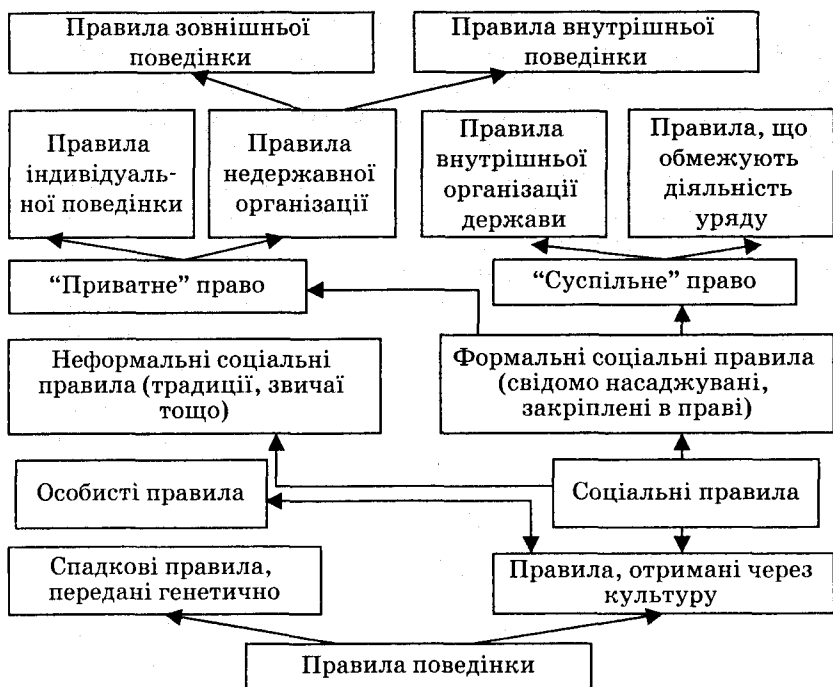 Правила зовнішньої
поведінки
Правила внутрішньої
поведінки
Правила
індивідуаль-
ної поведінки
Правила
недержавної
організації
Правила
внутрішньої
організації
держави
Правила, що
обмежують
діяльність
уряду
“Приватне” право
“Суспільне” право
Неформальні соціальні
правила (традиції, звичаї
тощо)
Формальні соціальні правила
(свідомо насаджувані,
закріплені в праві)
Особисті правила
Соціальні правила
Спадкові правила,
передані генетично
Правила, отримані через
культуру
Правила поведінки